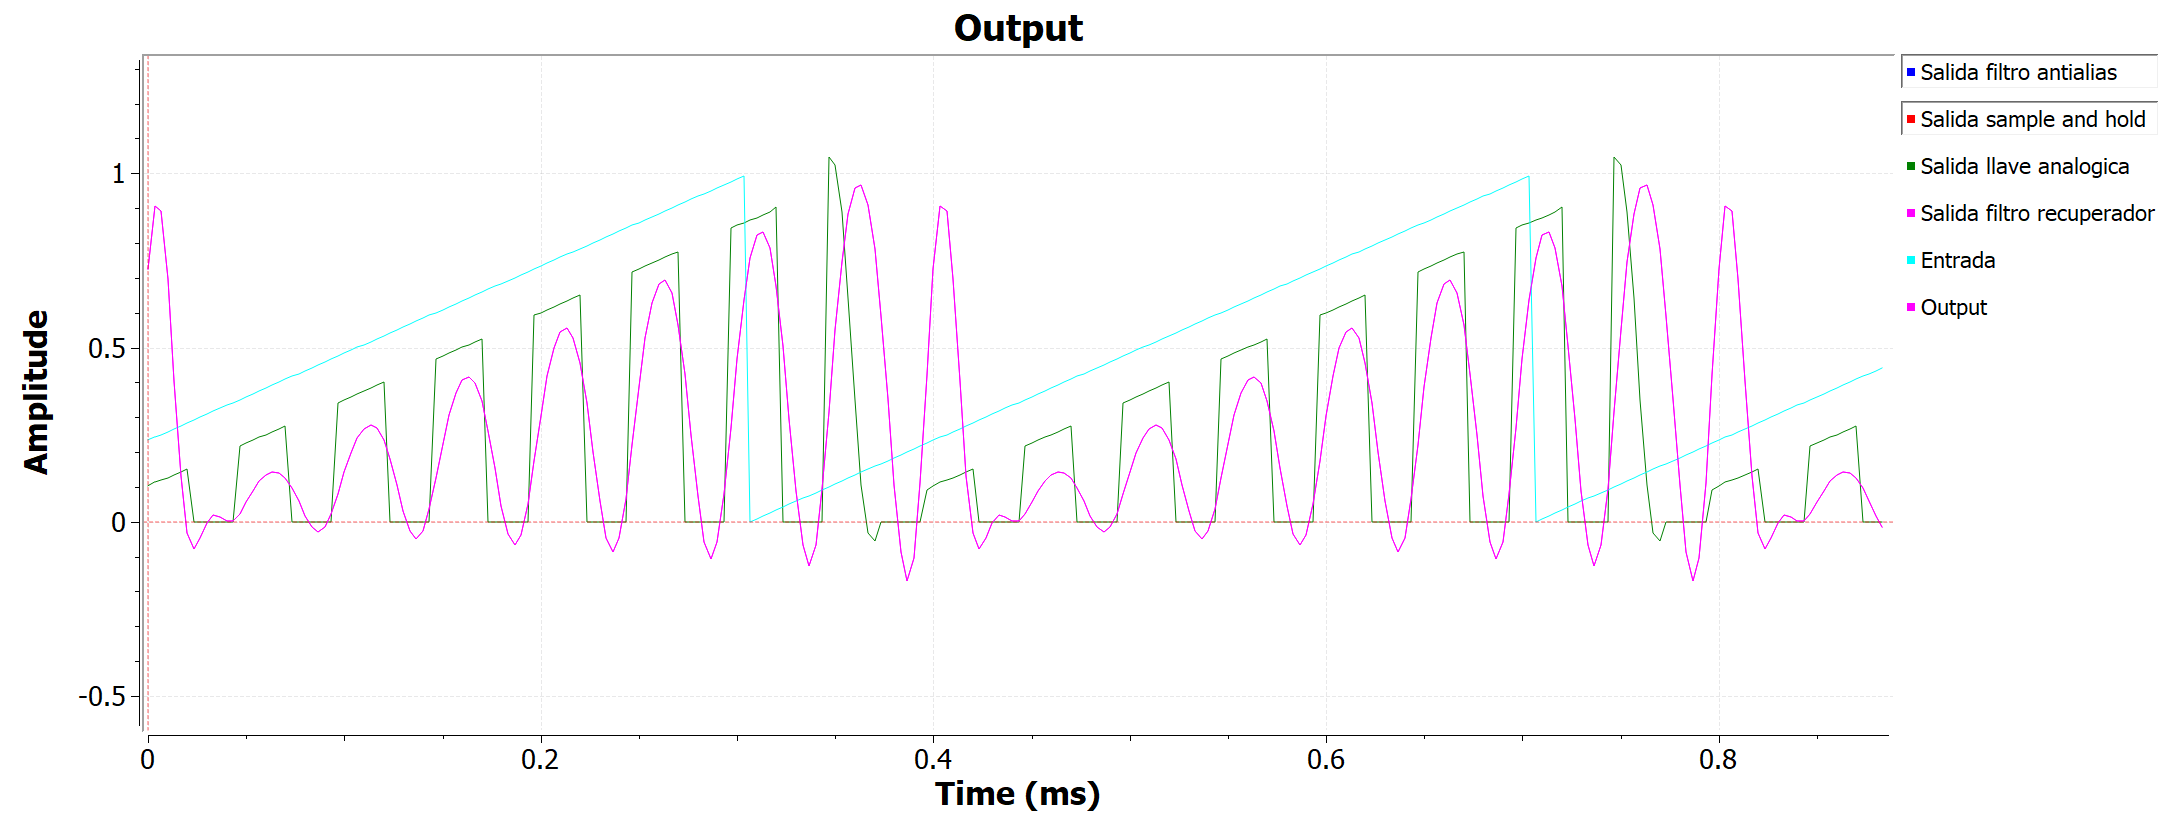 Output
Amplitude
1
0.5
0
-0.5
0
0.2
0.4
0.6
0.8
Time (ms)
Salida filtro antialias
Salida sample and hold
Salida llave analogica
Salida filtro recuperador
Entrada
Output